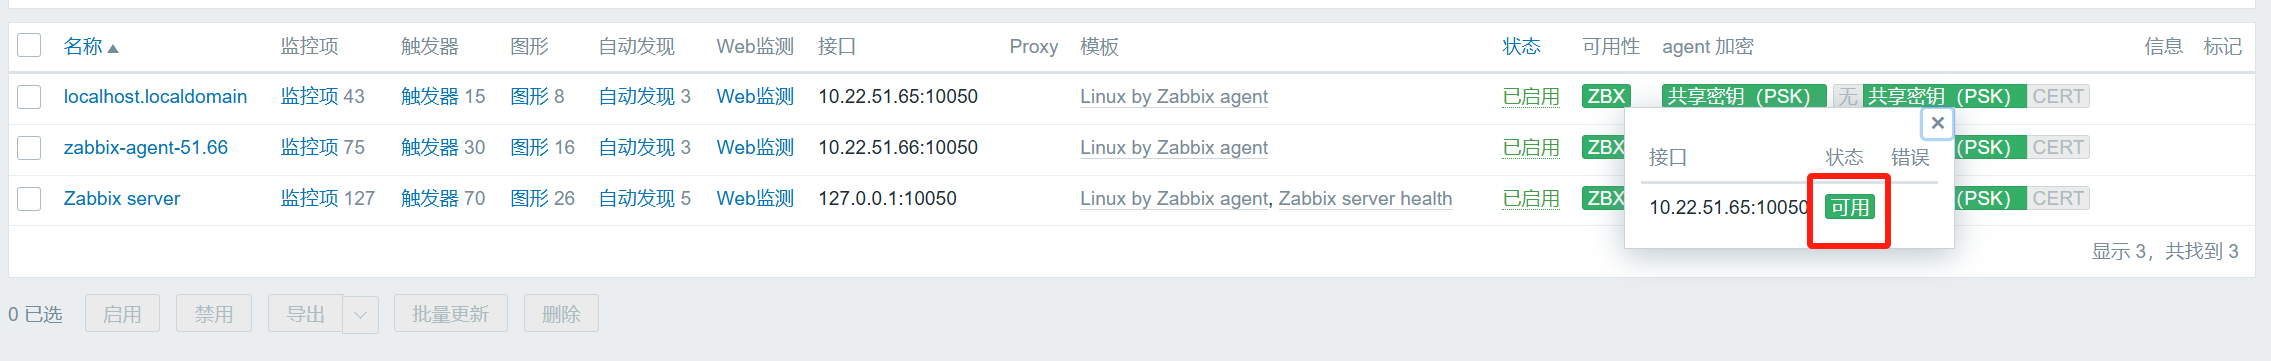 名称▲ 监控项 触发器 图形 自动发现 Web监测 接口 Proxy 模板 状态 可用性 agent 加密 信息 标记
localhost.localdomain 监控项 43 触发器 15 图形 8 自动发现 3 Web监测 10.22.51.65:10050 Linux by Zabbix agent 已启用 ZBX 共享密钥（PSK） 无 共享密钥（PSK） CERT
zabbix-agent-51.66 监控项 75 触发器 30 图形 16 自动发现 3 Web监测 10.22.51.66:10050 Linux by Zabbix agent 已启用 ZBX (PSK) CERT
Zabbix server 监控项 127 触发器 70 图形 26 自动发现 5 Web监测 127.0.0.1:10050 Linux by Zabbix agent, Zabbix server health 已启用 ZBX (PSK) CERT
接口 状态 错误
10.22.51.65:10050 可用
显示 3，共找到 3
0 已选 启用 禁用 导出 批量更新 删除